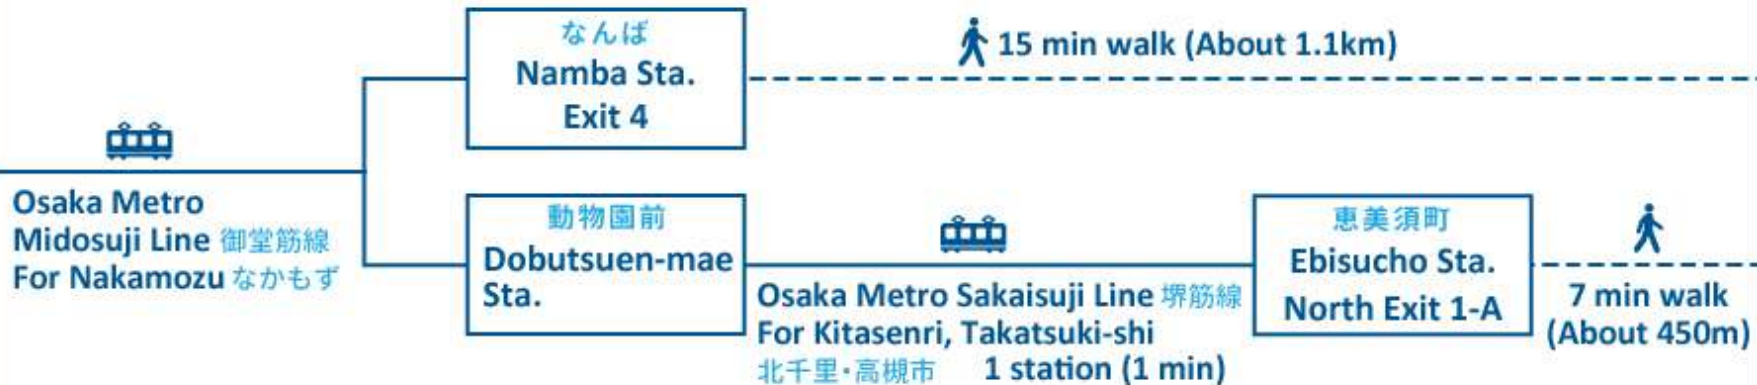 なんば
Namba Sta.
Exit 4
15 min walk (About 1.1km)
Osaka Metro
Midosuji Line 御堂筋線
For Nakamozu なかもず
動物園前
Dobutsuen-mae
Sta.
Osaka Metro Sakaisuji Line 堺筋線
For Kitasenri, Takatsuki-shi
北千里・高槻市 1 station (1 min)
恵美須町
Ebisucho Sta.
North Exit 1-A
7 min walk
(About 450m)